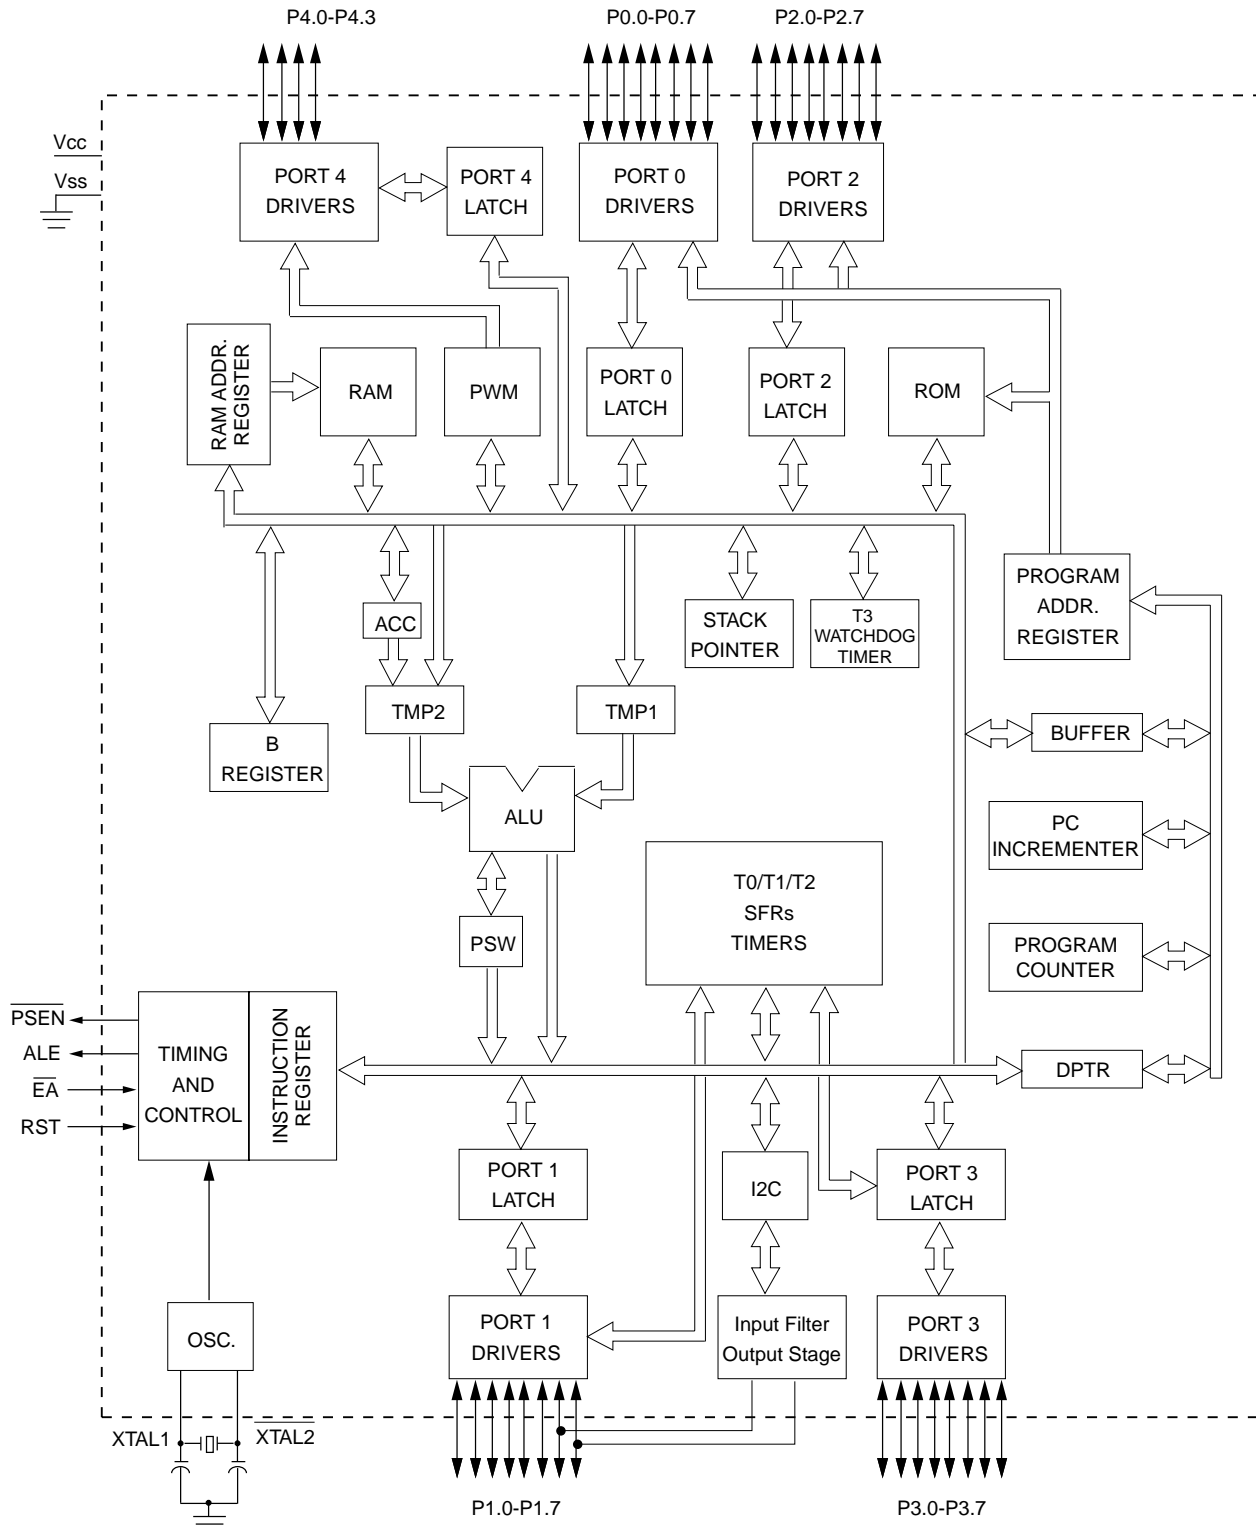 P4.0-P4.3
P0.0-P0.7
P2.0-P2.7
Vcc
Vss
PORT 4
DRIVERS
PORT 4
LATCH
PORT 0
DRIVERS
PORT 2
DRIVERS
RAM ADDR.
REGISTER
RAM
PWM
PORT 0
LATCH
PORT 2
LATCH
ROM
ACC
STACK
POINTER
T3
WATCHDOG
TIMER
PROGRAM
ADDR.
REGISTER
TMP2
TMP1
B
REGISTER
BUFFER
ALU
PC
INCREMENTER
T0/T1/T2
SFRs
TIMERS
PSW
PROGRAM
COUNTER
PSEN
ALE
EA
RST
TIMING
AND
CONTROL
INSTRUCTION
REGISTER
DPTR
PORT 1
LATCH
I2C
PORT 3
LATCH
OSC.
PORT 1
DRIVERS
Input Filter
Output Stage
PORT 3
DRIVERS
XTAL1
XTAL2
P1.0-P1.7
P3.0-P3.7